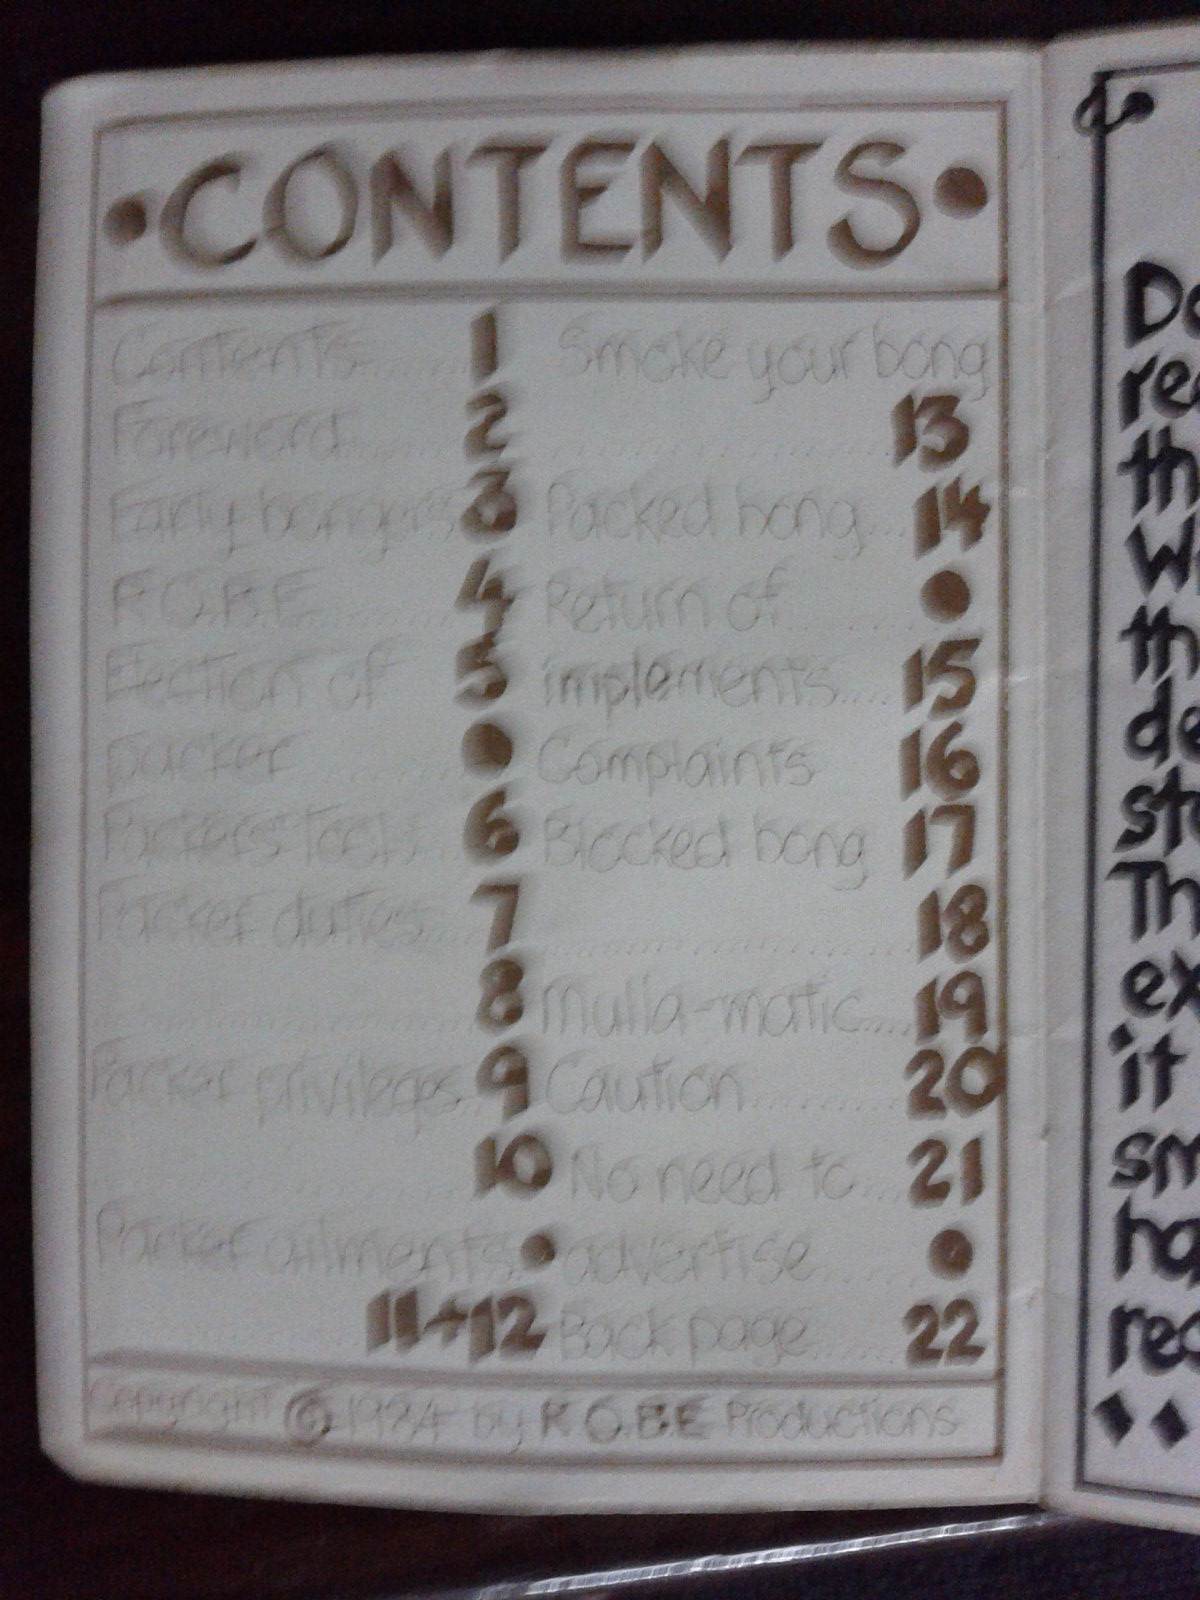 •CONTENTS•
Contents........ 1
Foreword........ 2
Early bongers 3
R.O.B.E........ 4
Election of 5
packer ........ •
Packers Tools.. 6
Packer duties.. 7
........ 8
Packer privileges.. 9
........ 10
Packer ailments. •
........ 11+12
Smoke your bong
........ 13
Packed bong... 14
Return of........ •
implements.... 15
Complaints 16
Blocked bong 17
........ 18
Mulla-matic.... 19
Caution........ 20
No need to... 21
advertise...... •
Back page...... 22
Copyright © 1984 by R.O.B.E Productions
it